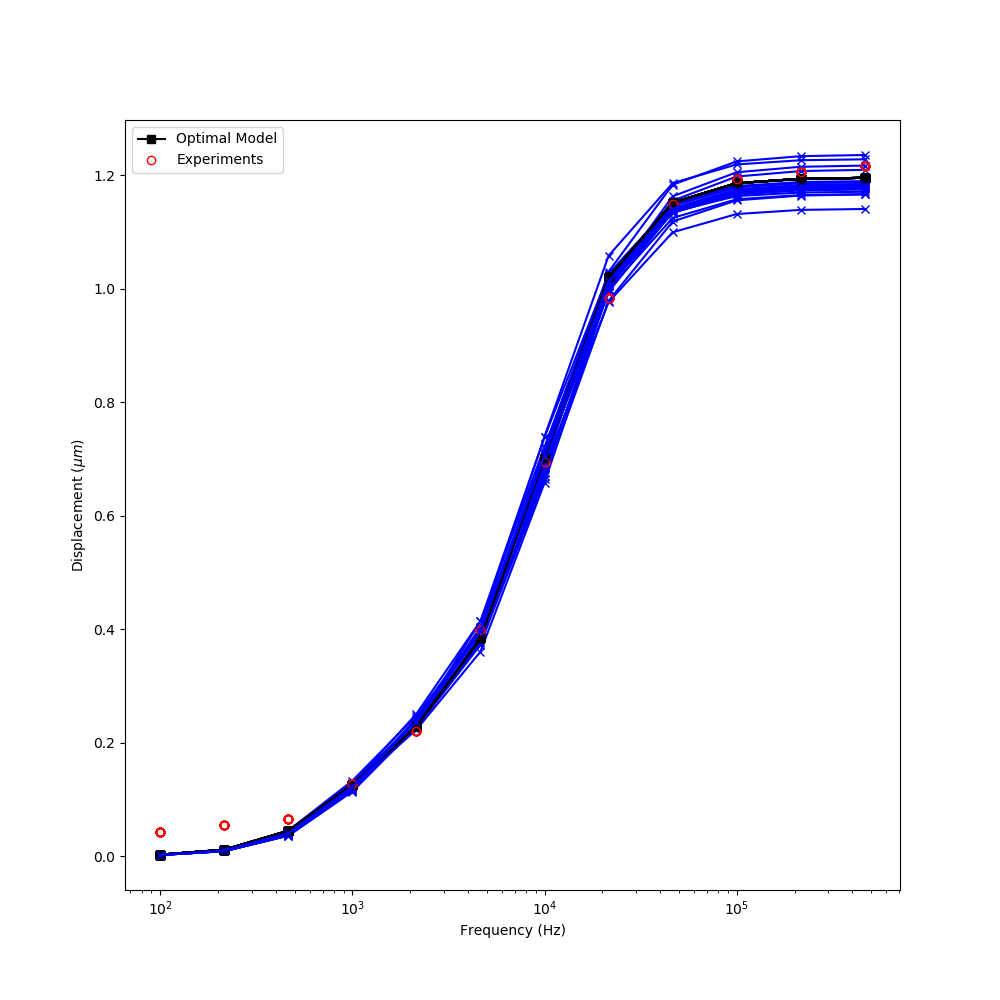 Optimal Model
Experiments
Displacement (μm)
1.2
1.0
0.8
0.6
0.4
0.2
0.0
10²
10³
10⁴
10⁵
Frequency (Hz)